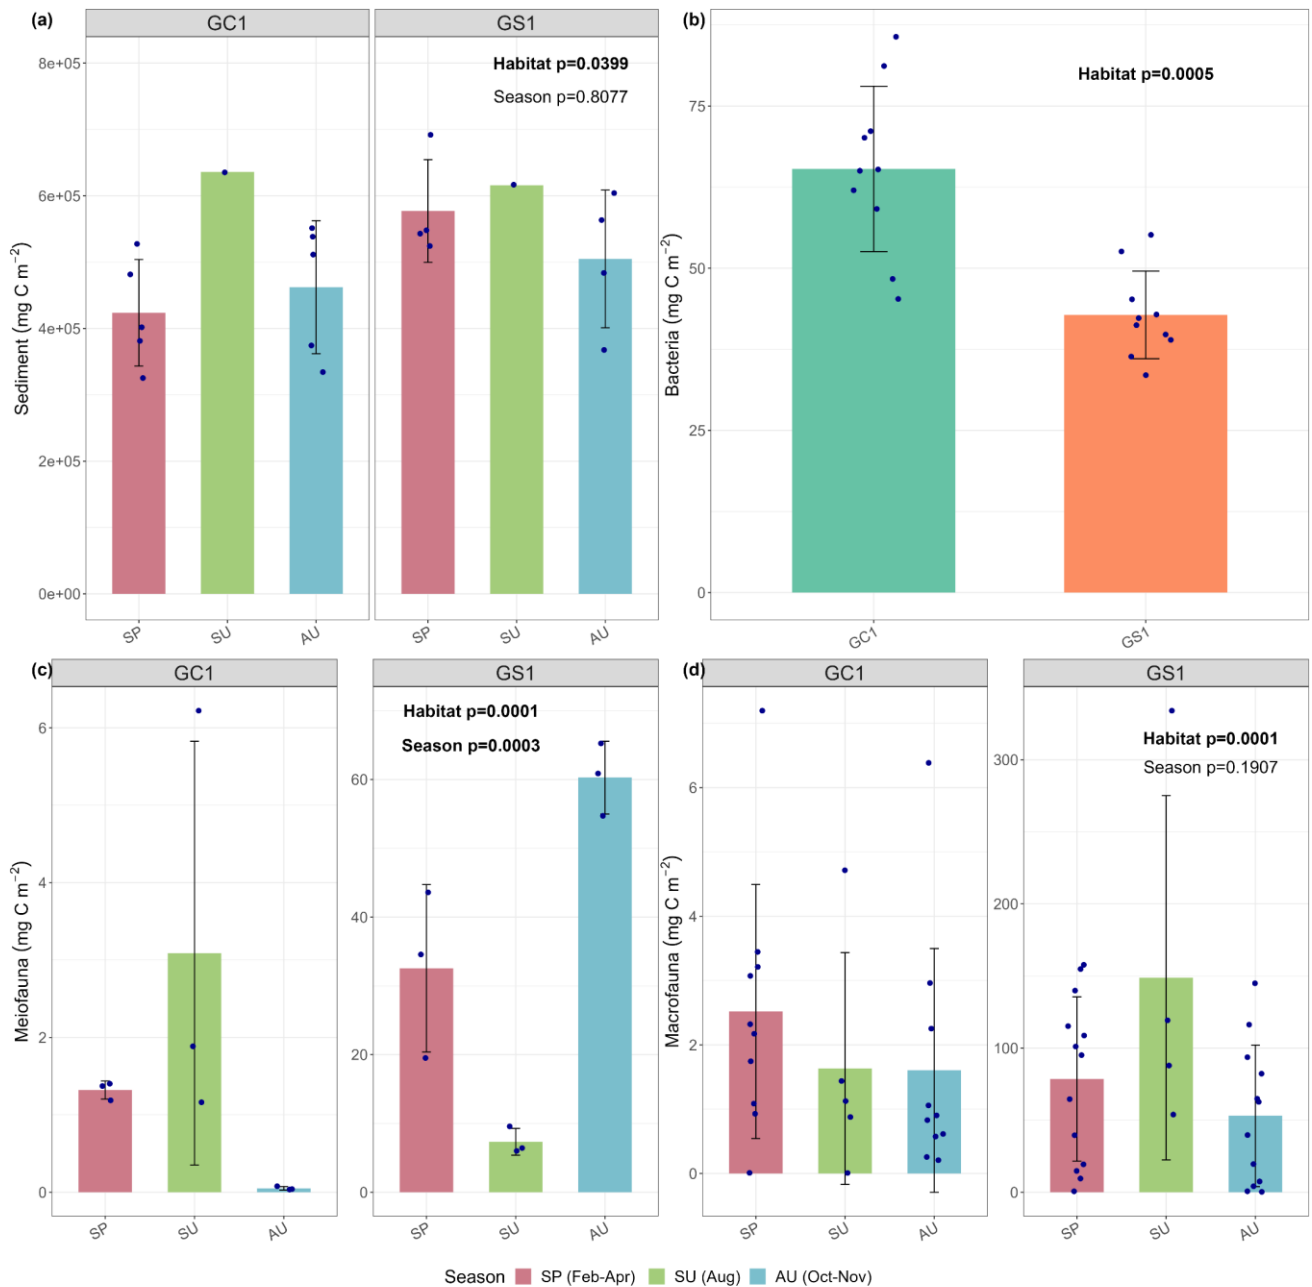 (a)
GC1
GS1
Habitat p=0.0399
Season p=0.8077
Sediment (mg C m−2)
8e+05
6e+05
4e+05
2e+05
0e+00
SP
SU
AU
SP
SU
AU
(b)
Habitat p=0.0005
Bacteria (mg C m−2)
75
50
25
0
GC1
GS1
(c)
GC1
GS1
Habitat p=0.0001
Season p=0.0003
Meiofauna (mg C m−2)
6
4
2
0
60
40
20
0
SP
SU
AU
SP
SU
AU
(d)
GC1
GS1
Habitat p=0.0001
Season p=0.1907
Macrofauna (mg C m−2)
6
4
2
0
300
200
100
0
SP
SU
AU
SP
SU
AU
Season SP (Feb-Apr) SU (Aug) AU (Oct-Nov)